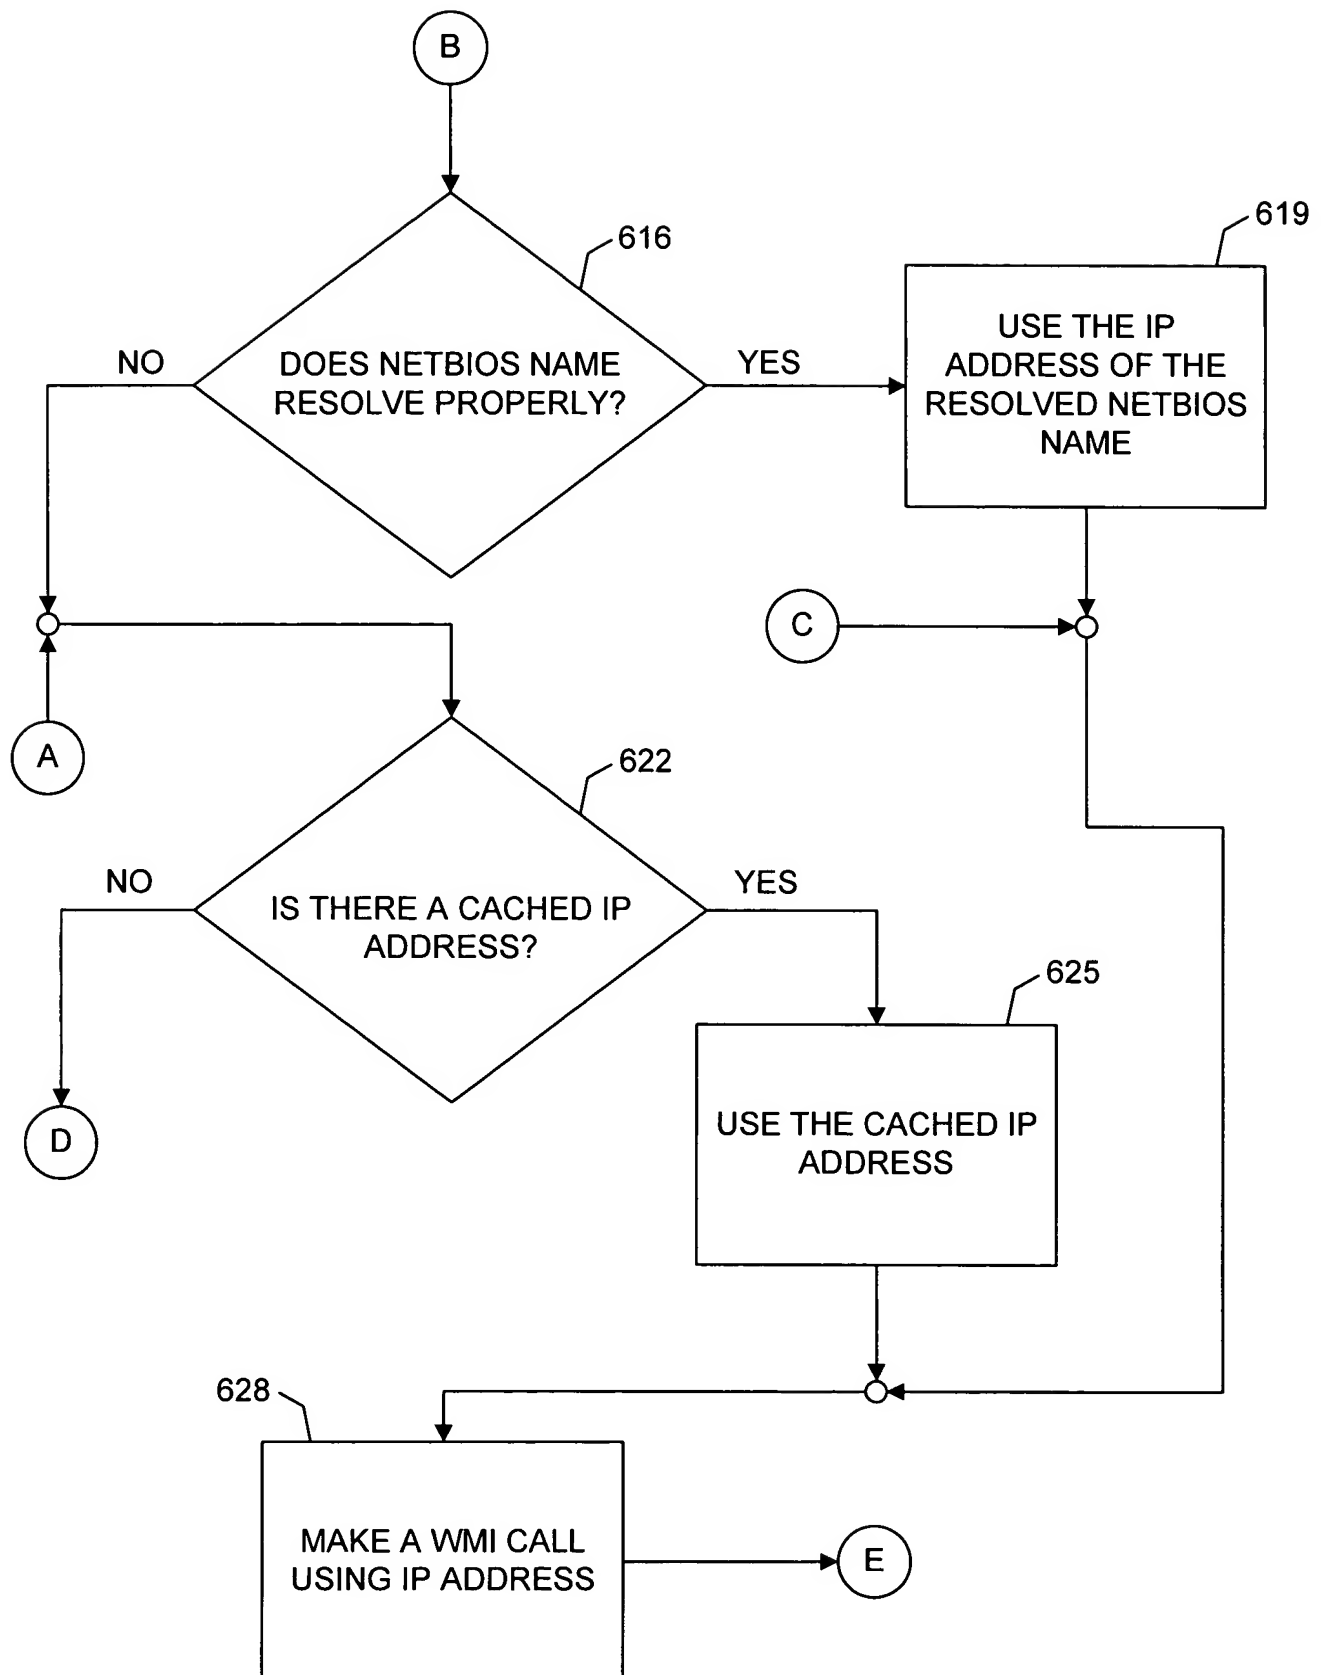 B
616
619
NO
DOES NETBIOS NAME
RESOLVE PROPERLY?
YES
USE THE IP
ADDRESS OF THE
RESOLVED NETBIOS
NAME
C
A
622
NO
IS THERE A CACHED IP
ADDRESS?
YES
625
D
USE THE CACHED IP
ADDRESS
628
MAKE A WMI CALL
USING IP ADDRESS
E